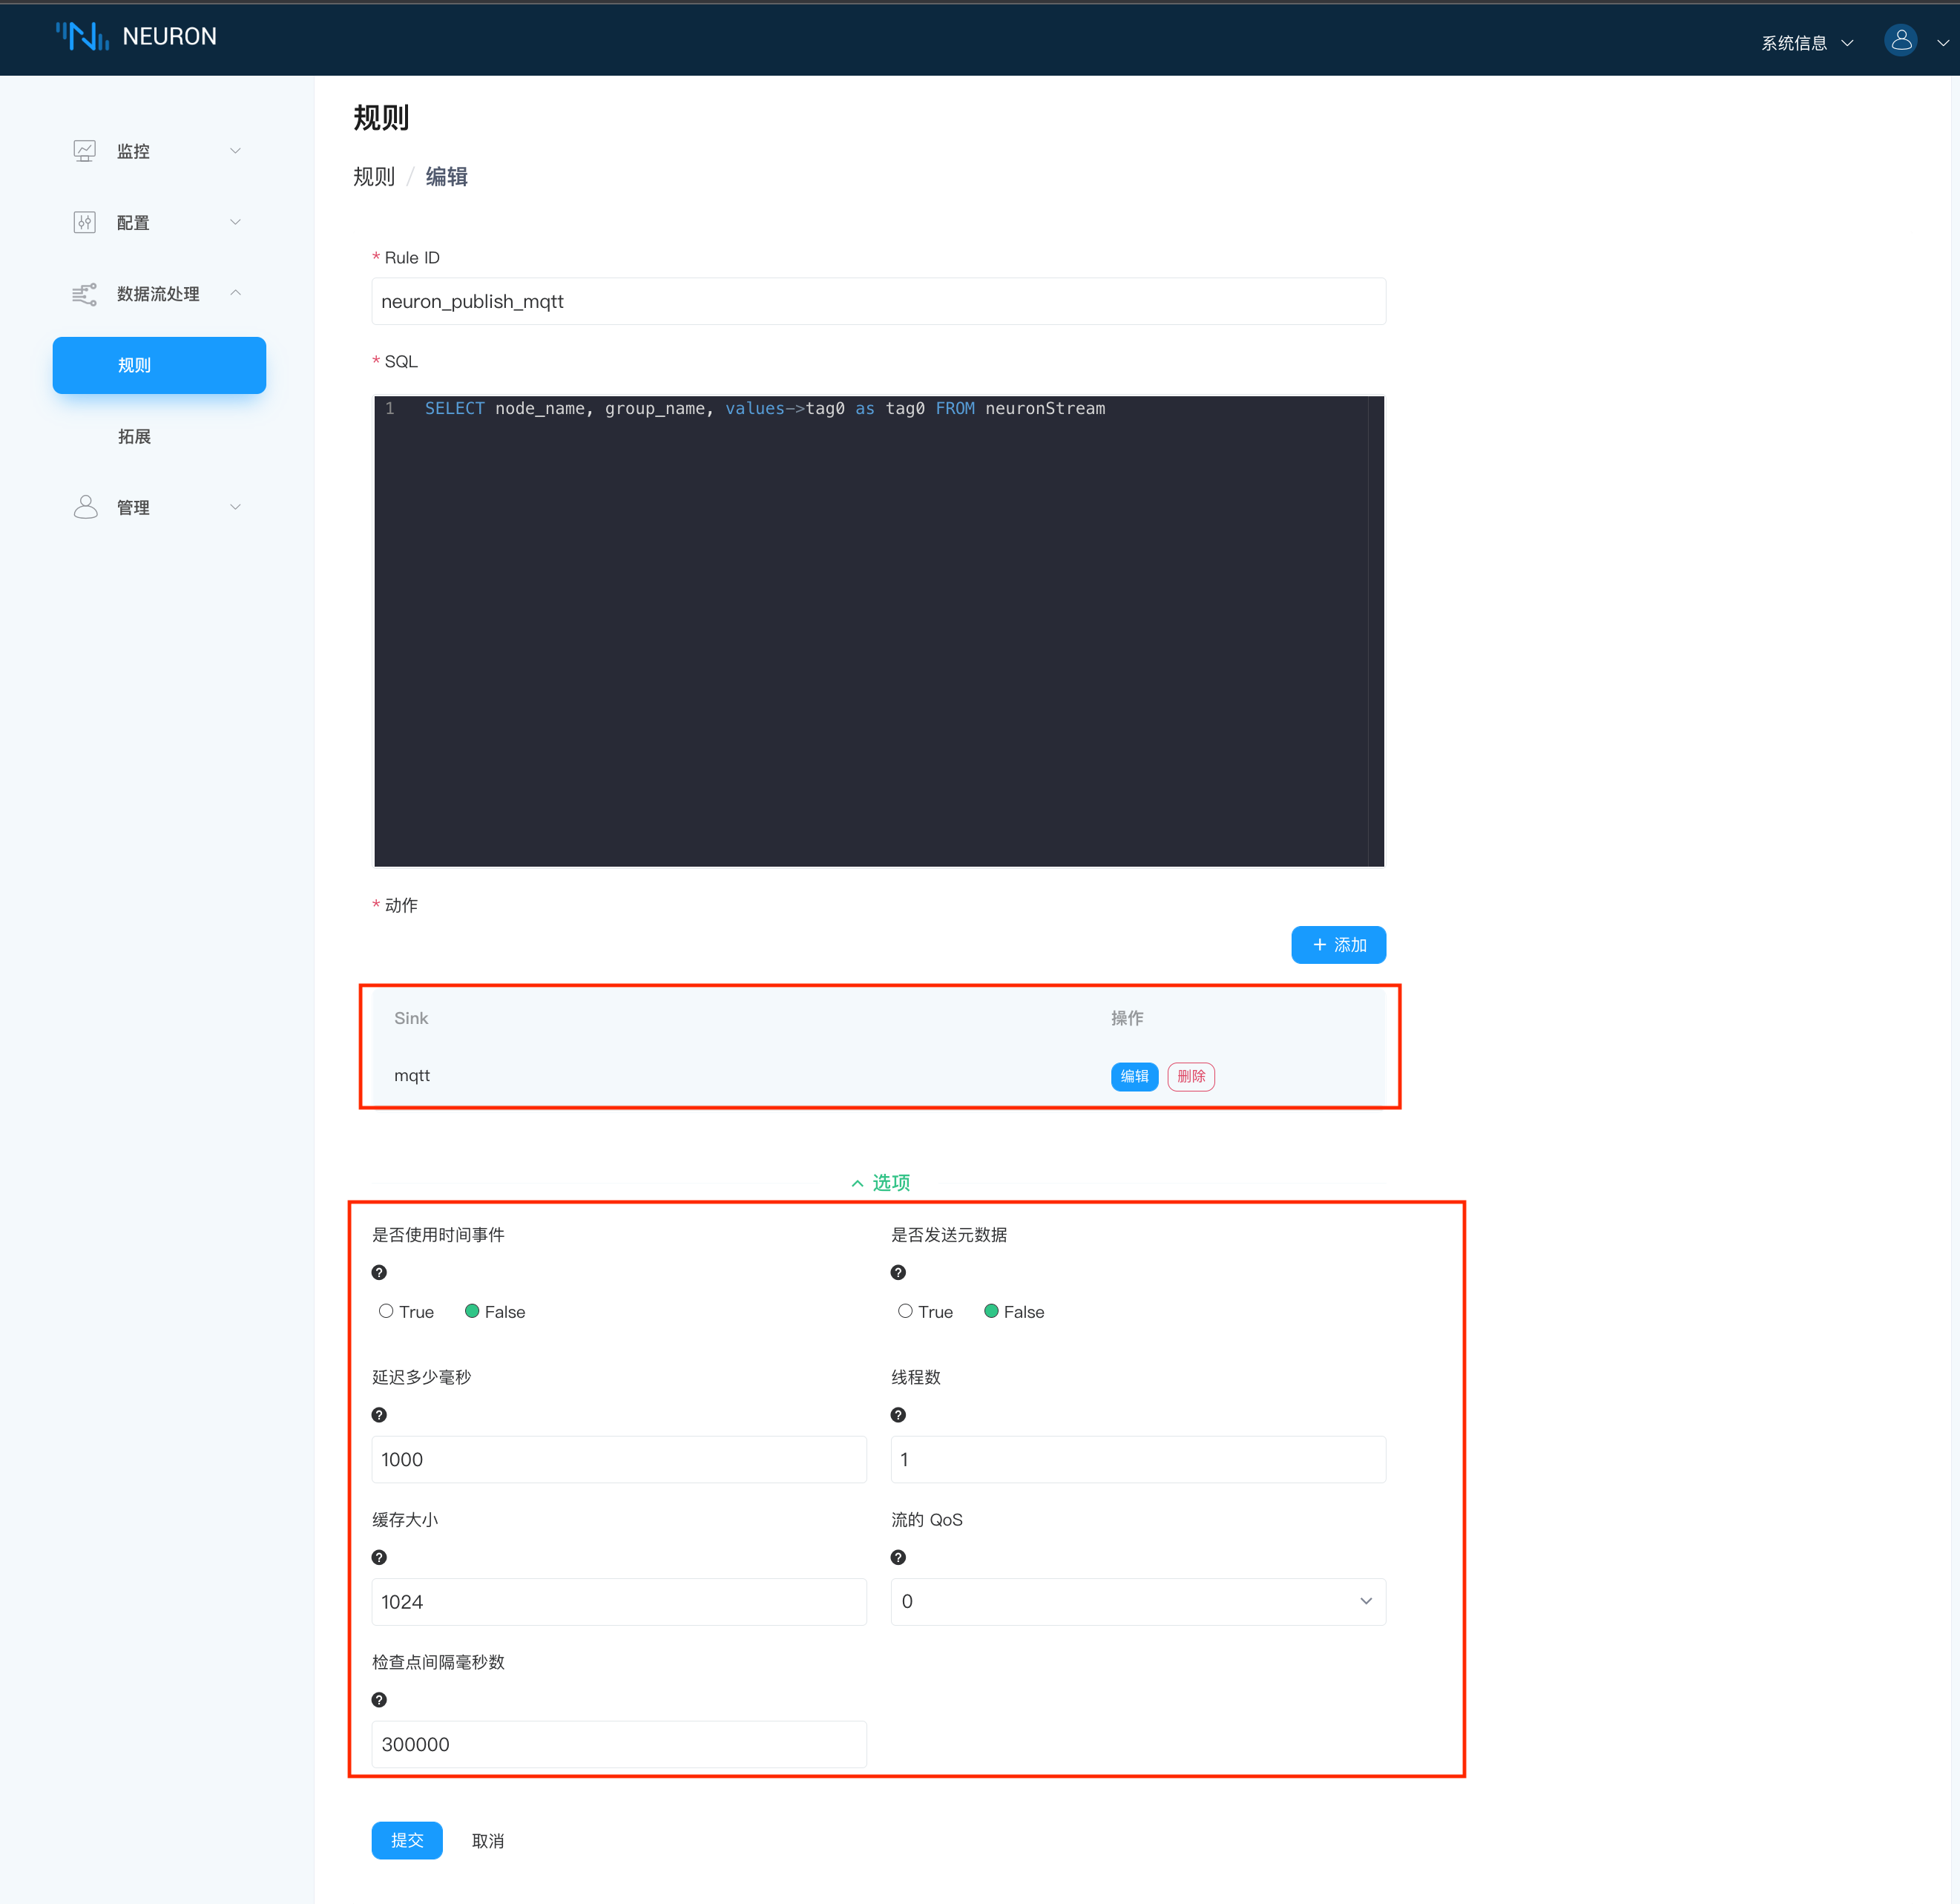 NEURON
系统信息
监控
配置
数据流处理
规则
拓展
管理
规则
规则 / 编辑
* Rule ID
neuron_publish_mqtt
* SQL
1 SELECT node_name, group_name, values->tag0 as tag0 FROM neuronStream
* 动作
+ 添加
Sink 操作
mqtt 编辑 删除
选项
是否使用时间事件 是否发送元数据
? ?
True False True False
延迟多少毫秒 线程数
? ?
1000 1
缓存大小 流的 QoS
? ?
1024 0
检查点间隔毫秒数
?
300000
提交 取消